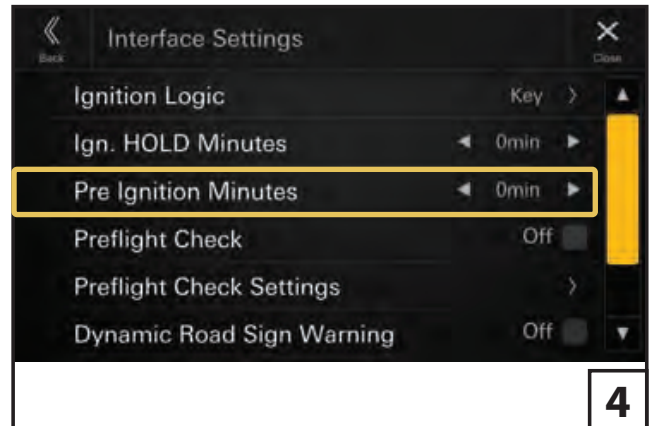 Interface Settings
Back
Close
Ignition Logic Key
Ign. HOLD Minutes 0min
Pre Ignition Minutes 0min
Preflight Check Off
Preflight Check Settings
Dynamic Road Sign Warning Off
4